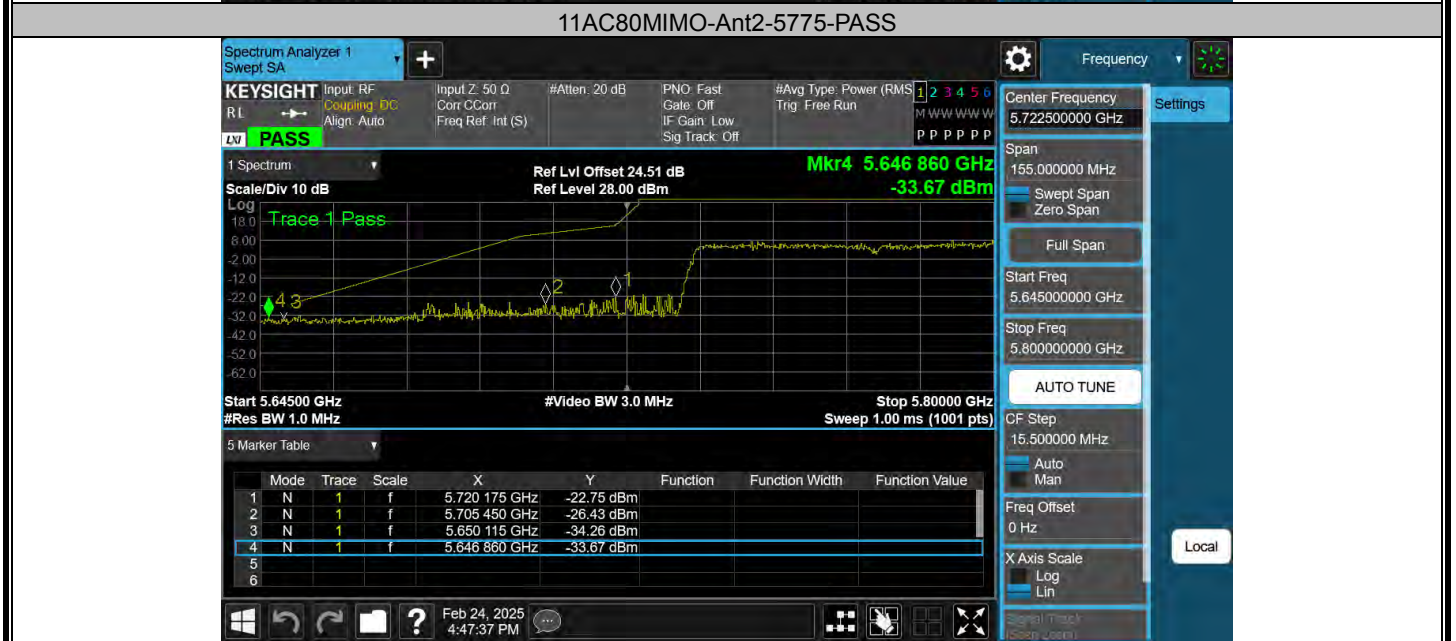 11AC80MIMO-Ant2-5775-PASS
Spectrum Analyzer 1
Swept SA
+
Frequency
KEYSIGHT
RL
LXI PASS
Input: RF
Coupling: DC
Align: Auto
Input Z: 50 Ω
Corr CCorr
Freq Ref: Int (S)
#Atten: 20 dB
PNO: Fast
Gate: Off
IF Gain: Low
Sig Track: Off
#Avg Type: Power (RMS
Trig: Free Run
1 2 3 4 5 6
M W W W W W
P P P P P P
1 Spectrum
Scale/Div 10 dB
Ref Lvl Offset 24.51 dB
Ref Level 28.00 dBm
Mkr4 5.646 860 GHz
-33.67 dBm
Log
Trace 1 Pass
18.0
8.00
-2.00
-12.0
-22.0
-32.0
-42.0
-52.0
-62.0
4 3
2
1
Start 5.64500 GHz
#Video BW 3.0 MHz
Stop 5.80000 GHz
#Res BW 1.0 MHz
Sweep 1.00 ms (1001 pts)
5 Marker Table
Mode Trace Scale X Y Function Function Width Function Value
1 N 1 f 5.720 175 GHz -22.75 dBm
2 N 1 f 5.705 450 GHz -26.43 dBm
3 N 1 f 5.650 115 GHz -34.26 dBm
4 N 1 f 5.646 860 GHz -33.67 dBm
5
6
Feb 24, 2025
4:47:37 PM
Center Frequency
5.722500000 GHz
Settings
Span
155.000000 MHz
Swept Span
Zero Span
Full Span
Start Freq
5.645000000 GHz
Stop Freq
5.800000000 GHz
AUTO TUNE
CF Step
15.500000 MHz
Auto
Man
Freq Offset
0 Hz
X Axis Scale
Log
Lin
Signal Track
(Span Zoom)
Local